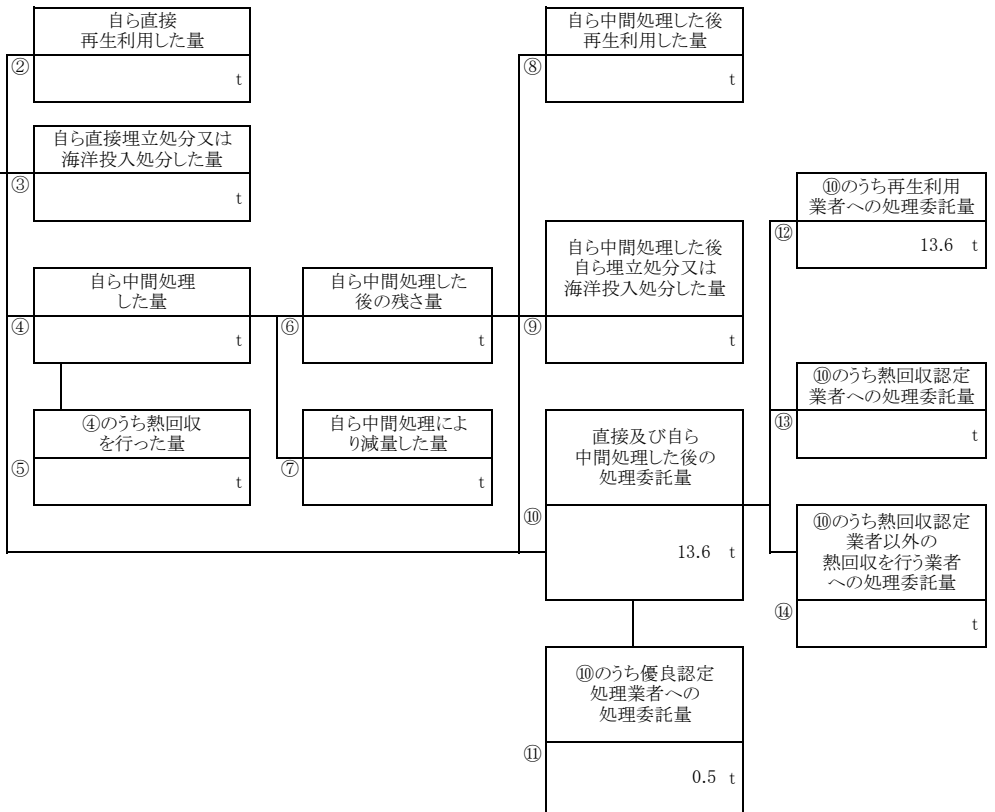 自ら直接
再生利用した量
②
t
自ら中間処理した後
再生利用した量
⑧
t
自ら直接埋立処分又は
海洋投入処分した量
③
t
⑩のうち再生利用
業者への処理委託量
⑫
13.6 t
自ら中間処理
した量
④
t
自ら中間処理した
後の残さ量
⑥
t
自ら中間処理した後
自ら埋立処分又は
海洋投入処分した量
⑨
t
⑩のうち熱回収認定
業者への処理委託量
⑬
t
④のうち熱回収
を行った量
⑤
t
自ら中間処理によ
り減量した量
⑦
t
直接及び自ら
中間処理した後の
処理委託量
⑩
13.6 t
⑩のうち熱回収認定
業者以外の
熱回収を行う業者
への処理委託量
⑭
t
⑩のうち優良認定
処理業者への
処理委託量
⑪
0.5 t